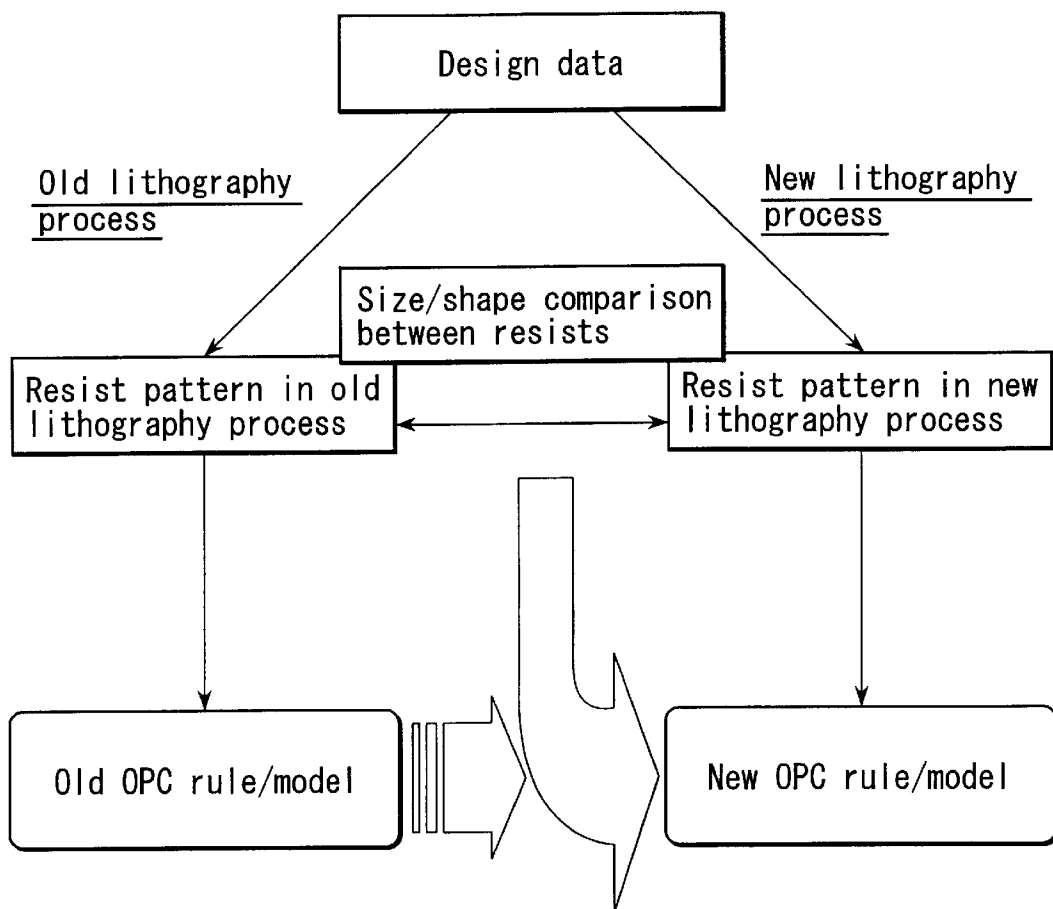 Design data
Old lithography
process
New lithography
process
Size/shape comparison
between resists
Resist pattern in old
lithography process
Resist pattern in new
lithography process
Old OPC rule/model
New OPC rule/model